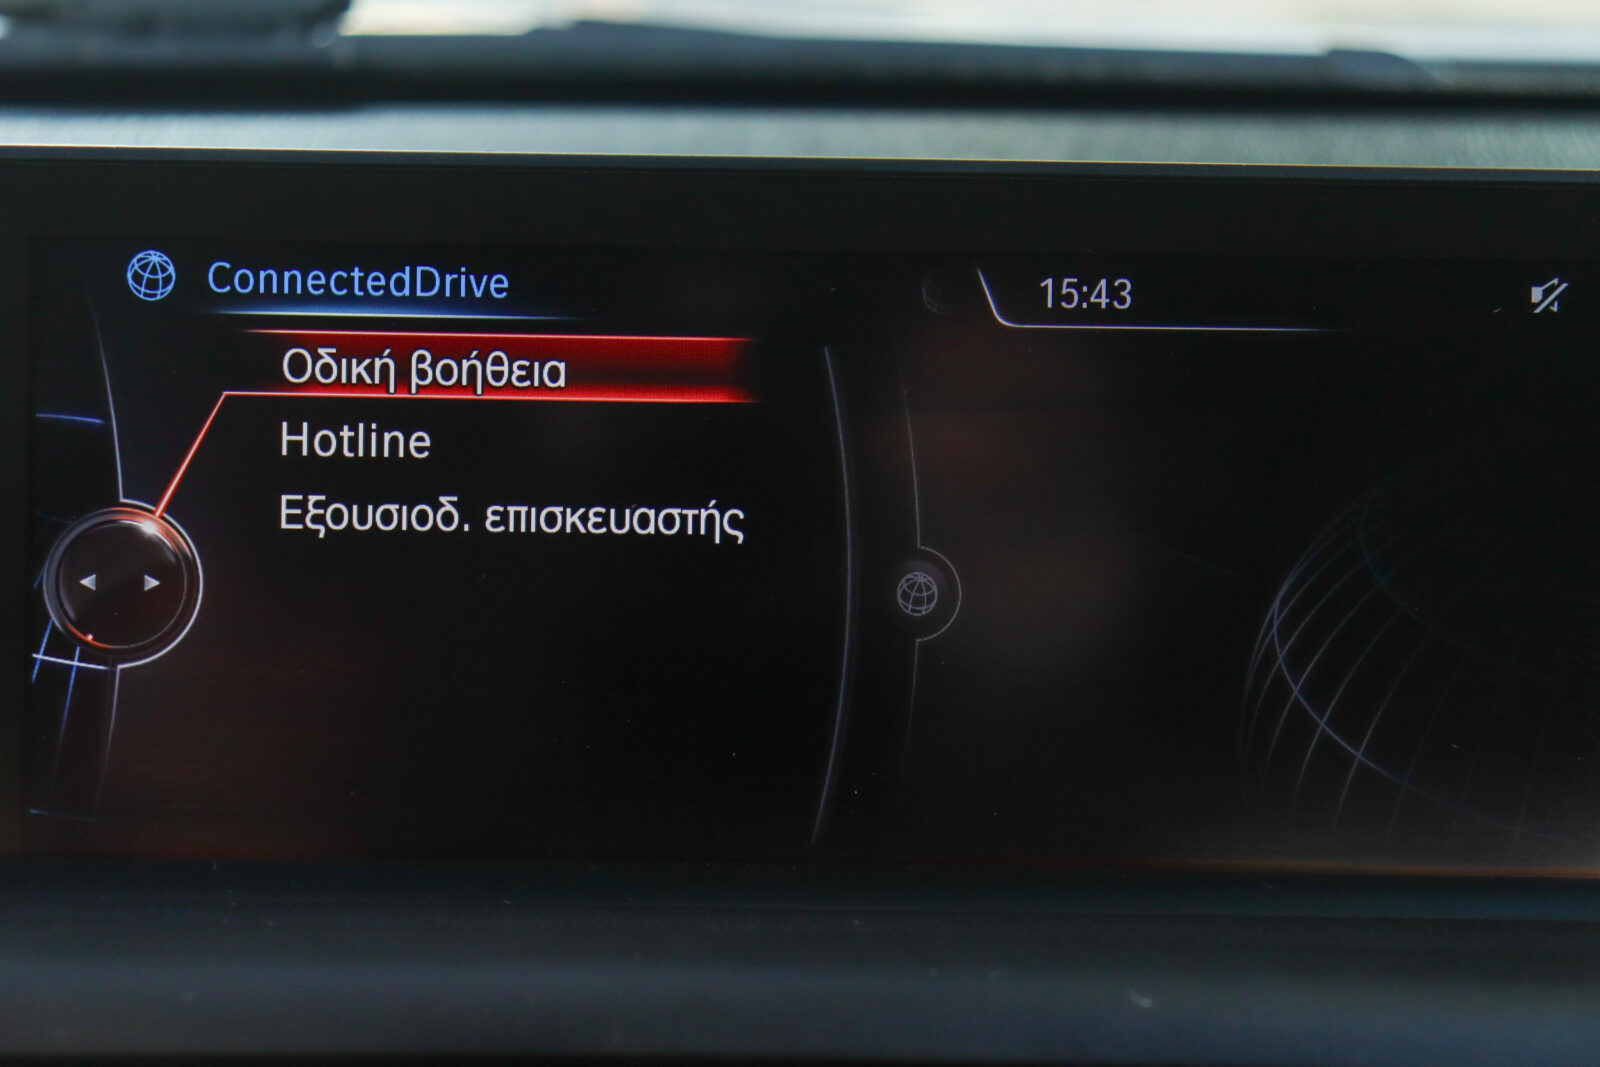 ConnectedDrive
15:43
Οδική βοήθεια
Hotline
Εξουσιοδ. επισκευαστής